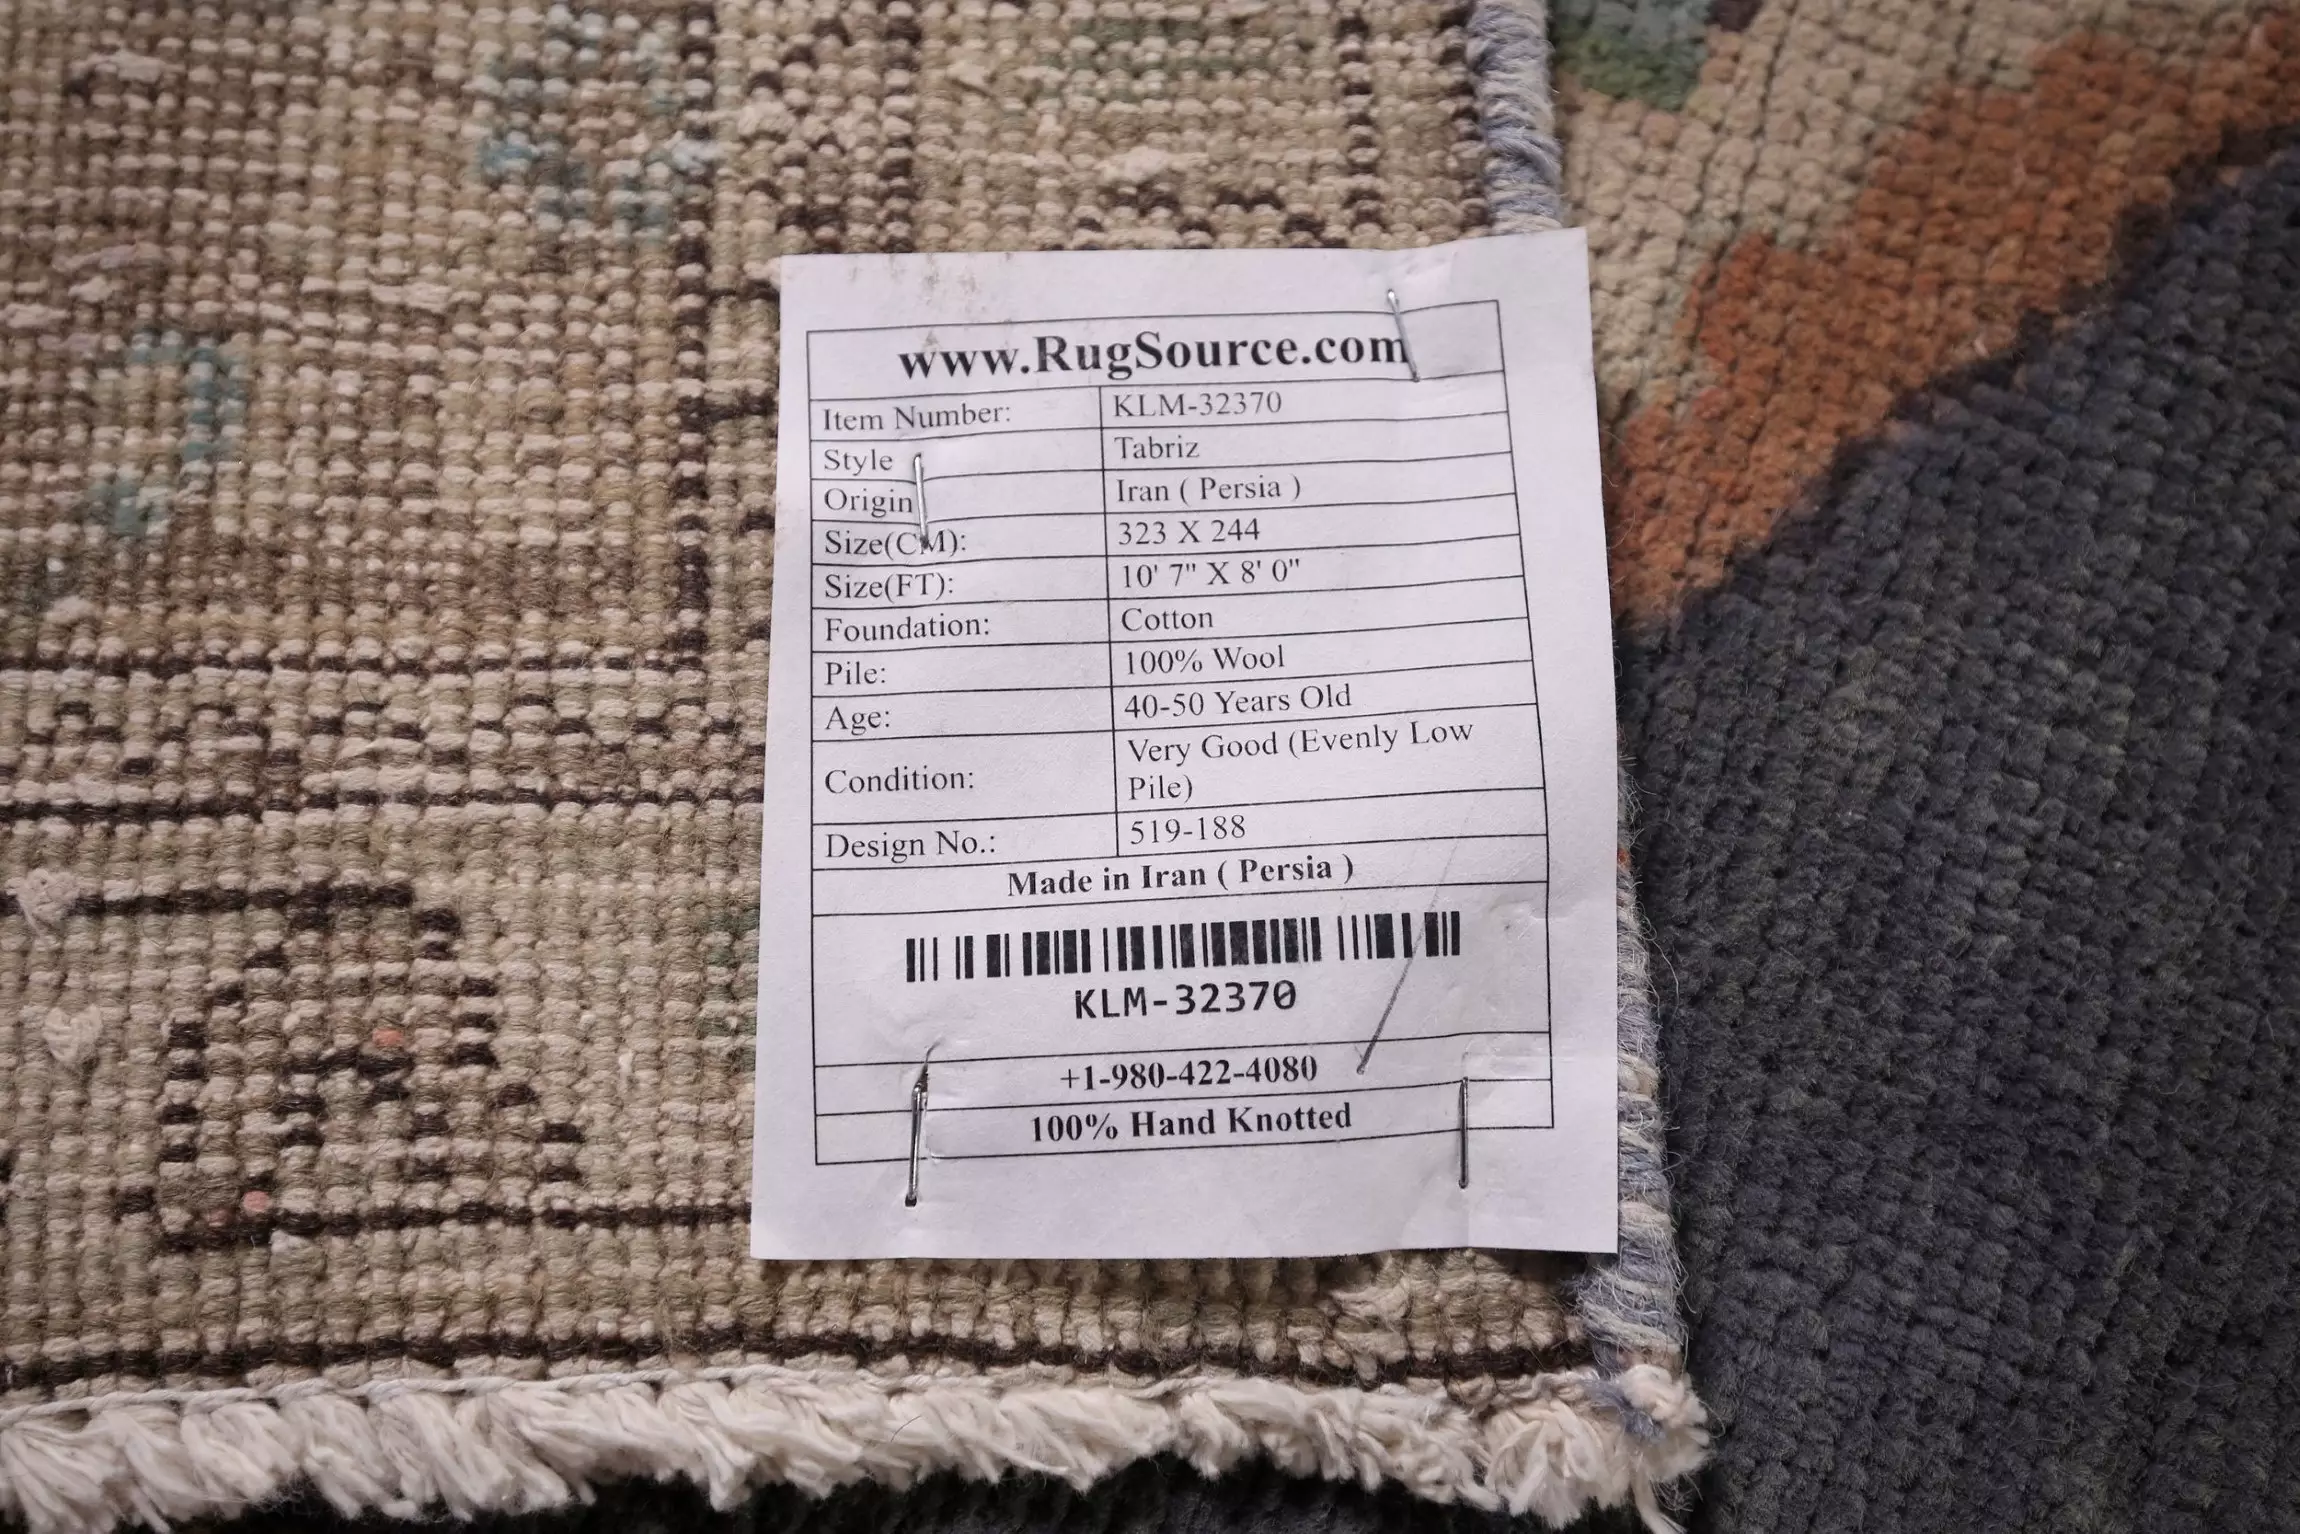 www.RugSource.com
Item Number: KLM-32370
Style Tabriz
Origin Iran ( Persia )
Size(CM): 323 X 244
Size(FT): 10' 7" X 8' 0"
Foundation: Cotton
Pile: 100% Wool
Age: 40-50 Years Old
Condition: Very Good (Evenly Low
Pile)
Design No.: 519-188
Made in Iran ( Persia )
KLM-32370
+1-980-422-4080
100% Hand Knotted